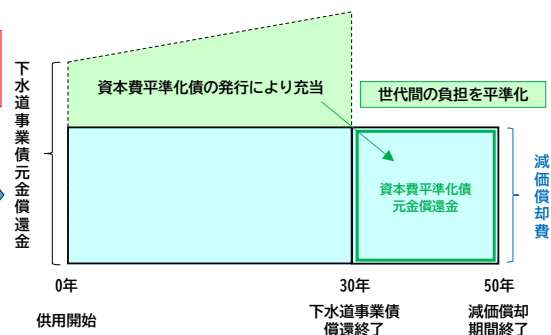 資本費平準化債の発行により充当
世代間の負担を平準化
下水道事業債元金償還金
資本費平準化債
元金償還金
減価償却費
0年
30年
50年
供用開始
下水道事業債
償還終了
減価償却
期間終了